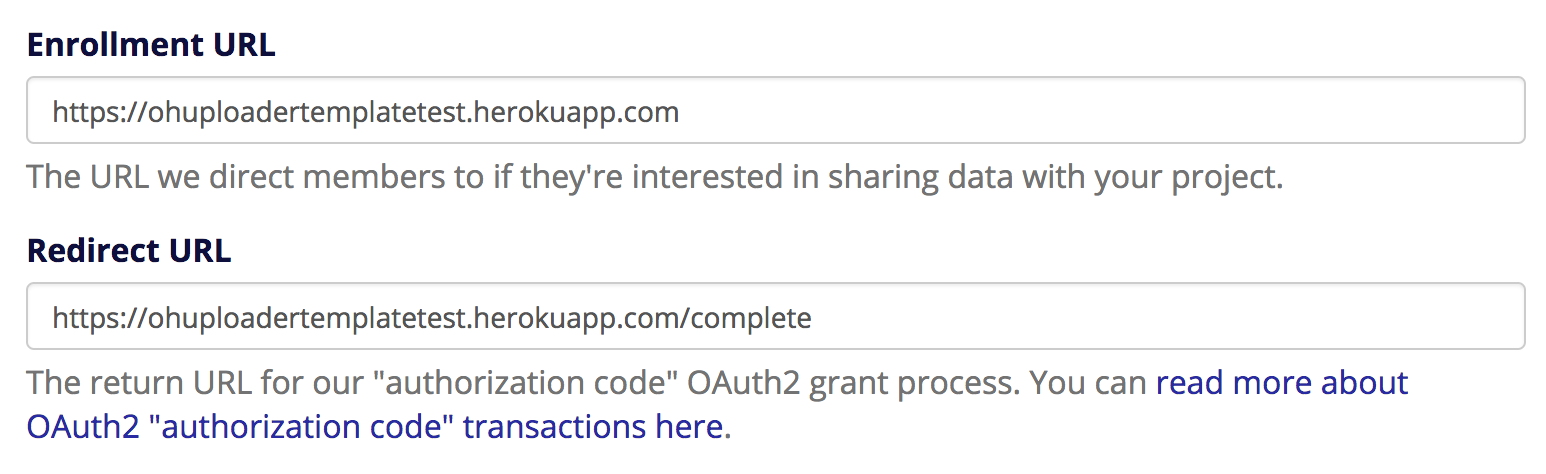 Enrollment URL
https://ohuploadertemplatetest.herokuapp.com
The URL we direct members to if they're interested in sharing data with your project.
Redirect URL
https://ohuploadertemplatetest.herokuapp.com/complete
The return URL for our "authorization code" OAuth2 grant process. You can read more about
OAuth2 "authorization code" transactions here.